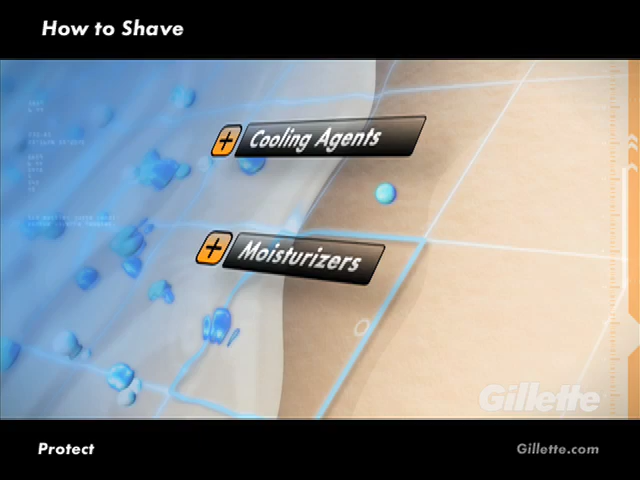 How to Shave
Cooling Agents
Moisturizers
Gillette
Protect
Gillette.com